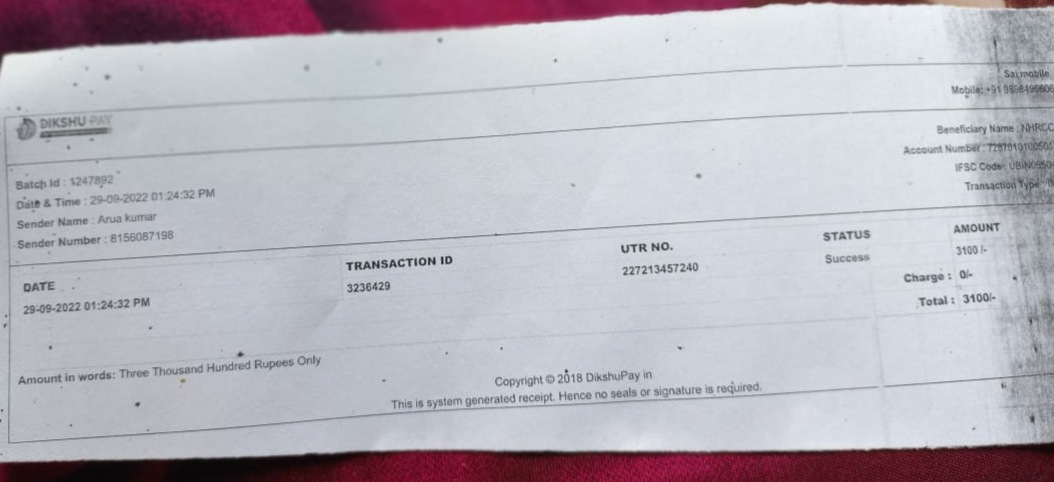 DIKSHU PAY
Sai mobile
Mobile: +91
Batch Id : 1247892
Date & Time : 29-09-2022 01:24:32 PM
Sender Name : Arua kumar
Sender Number : 8156087198
Beneficiary Name : NHRCC
Account Number :
IFSC Code :
Transaction Type :
DATE TRANSACTION ID UTR NO. STATUS AMOUNT
29-09-2022 01:24:32 PM 3236429 227213457240 Success 3100 /-
Charge : 0/-
Total : 3100/-
Amount in words: Three Thousand Hundred Rupees Only
Copyright © 2018 DikshuPay in
This is system generated receipt. Hence no seals or signature is required.